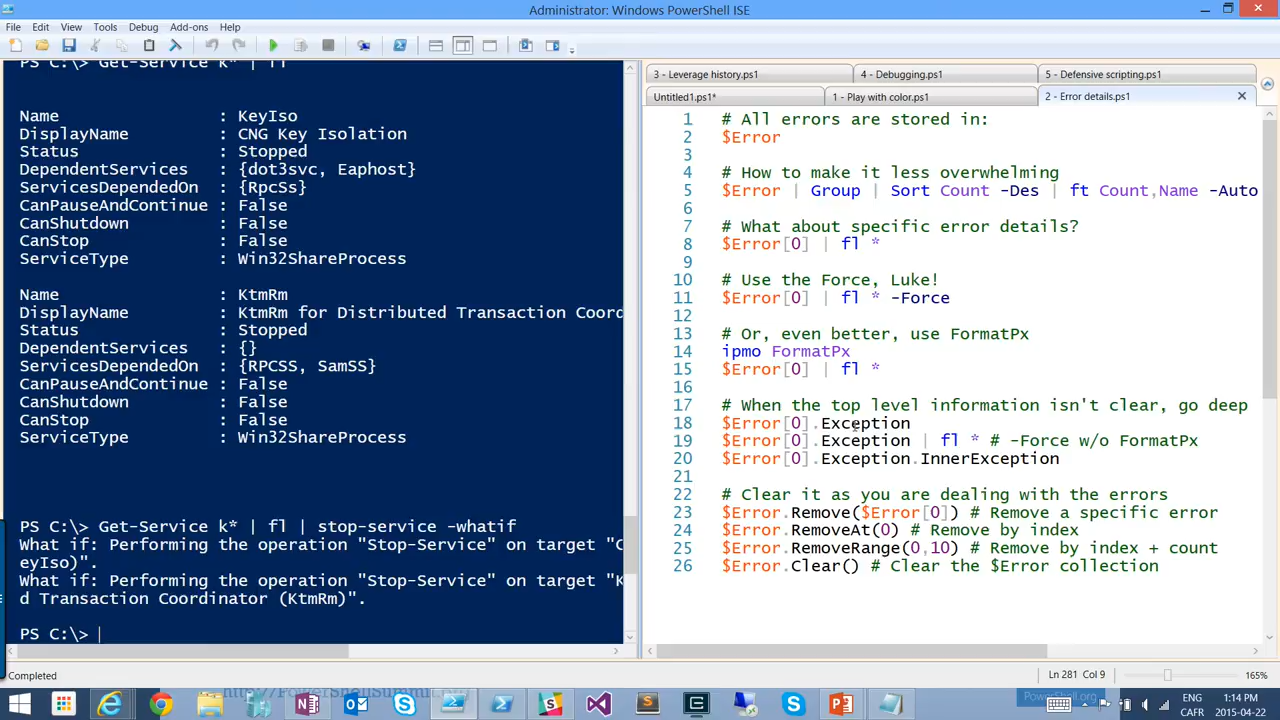 Administrator: Windows PowerShell ISE
File Edit View Tools Debug Add-ons Help
PS C:\> Get-Service k* | fl
Name : KeyIso
DisplayName : CNG Key Isolation
Status : Stopped
DependentServices : {dot3svc, Eaphost}
ServicesDependedOn : {RpcSs}
CanPauseAndContinue : False
CanShutdown : False
CanStop : False
ServiceType : Win32ShareProcess
Name : KtmRm
DisplayName : KtmRm for Distributed Transaction Coord
Status : Stopped
DependentServices : {}
ServicesDependedOn : {RPCSS, SamSS}
CanPauseAndContinue : False
CanShutdown : False
CanStop : False
ServiceType : Win32ShareProcess
PS C:\> Get-Service k* | fl | stop-service -whatif
What if: Performing the operation "Stop-Service" on target "C
eyIso)".
What if: Performing the operation "Stop-Service" on target "K
d Transaction Coordinator (KtmRm)".
PS C:\>
3 - Leverage history.ps1 4 - Debugging.ps1 5 - Defensive scripting.ps1
Untitled1.ps1* 1 - Play with color.ps1 2 - Error details.ps1
1 # All errors are stored in:
2 $Error
3
4 # How to make it less overwhelming
5 $Error | Group | Sort Count -Des | ft Count,Name -Auto
6
7 # What about specific error details?
8 $Error[0] | fl *
9
10 # Use the Force, Luke!
11 $Error[0] | fl * -Force
12
13 # Or, even better, use FormatPx
14 ipmo FormatPx
15 $Error[0] | fl *
16
17 # When the top level information isn't clear, go deep
18 $Error[0].Exception
19 $Error[0].Exception | fl * # -Force w/o FormatPx
20 $Error[0].Exception.InnerException
21
22 # Clear it as you are dealing with the errors
23 $Error.Remove($Error[0]) # Remove a specific error
24 $Error.RemoveAt(0) # Remove by index
25 $Error.RemoveRange(0,10) # Remove by index + count
26 $Error.Clear() # Clear the $Error collection
Completed
Ln 281 Col 9
165%
PowerShell.org
ENG
CAFR
1:14 PM
2015-04-22